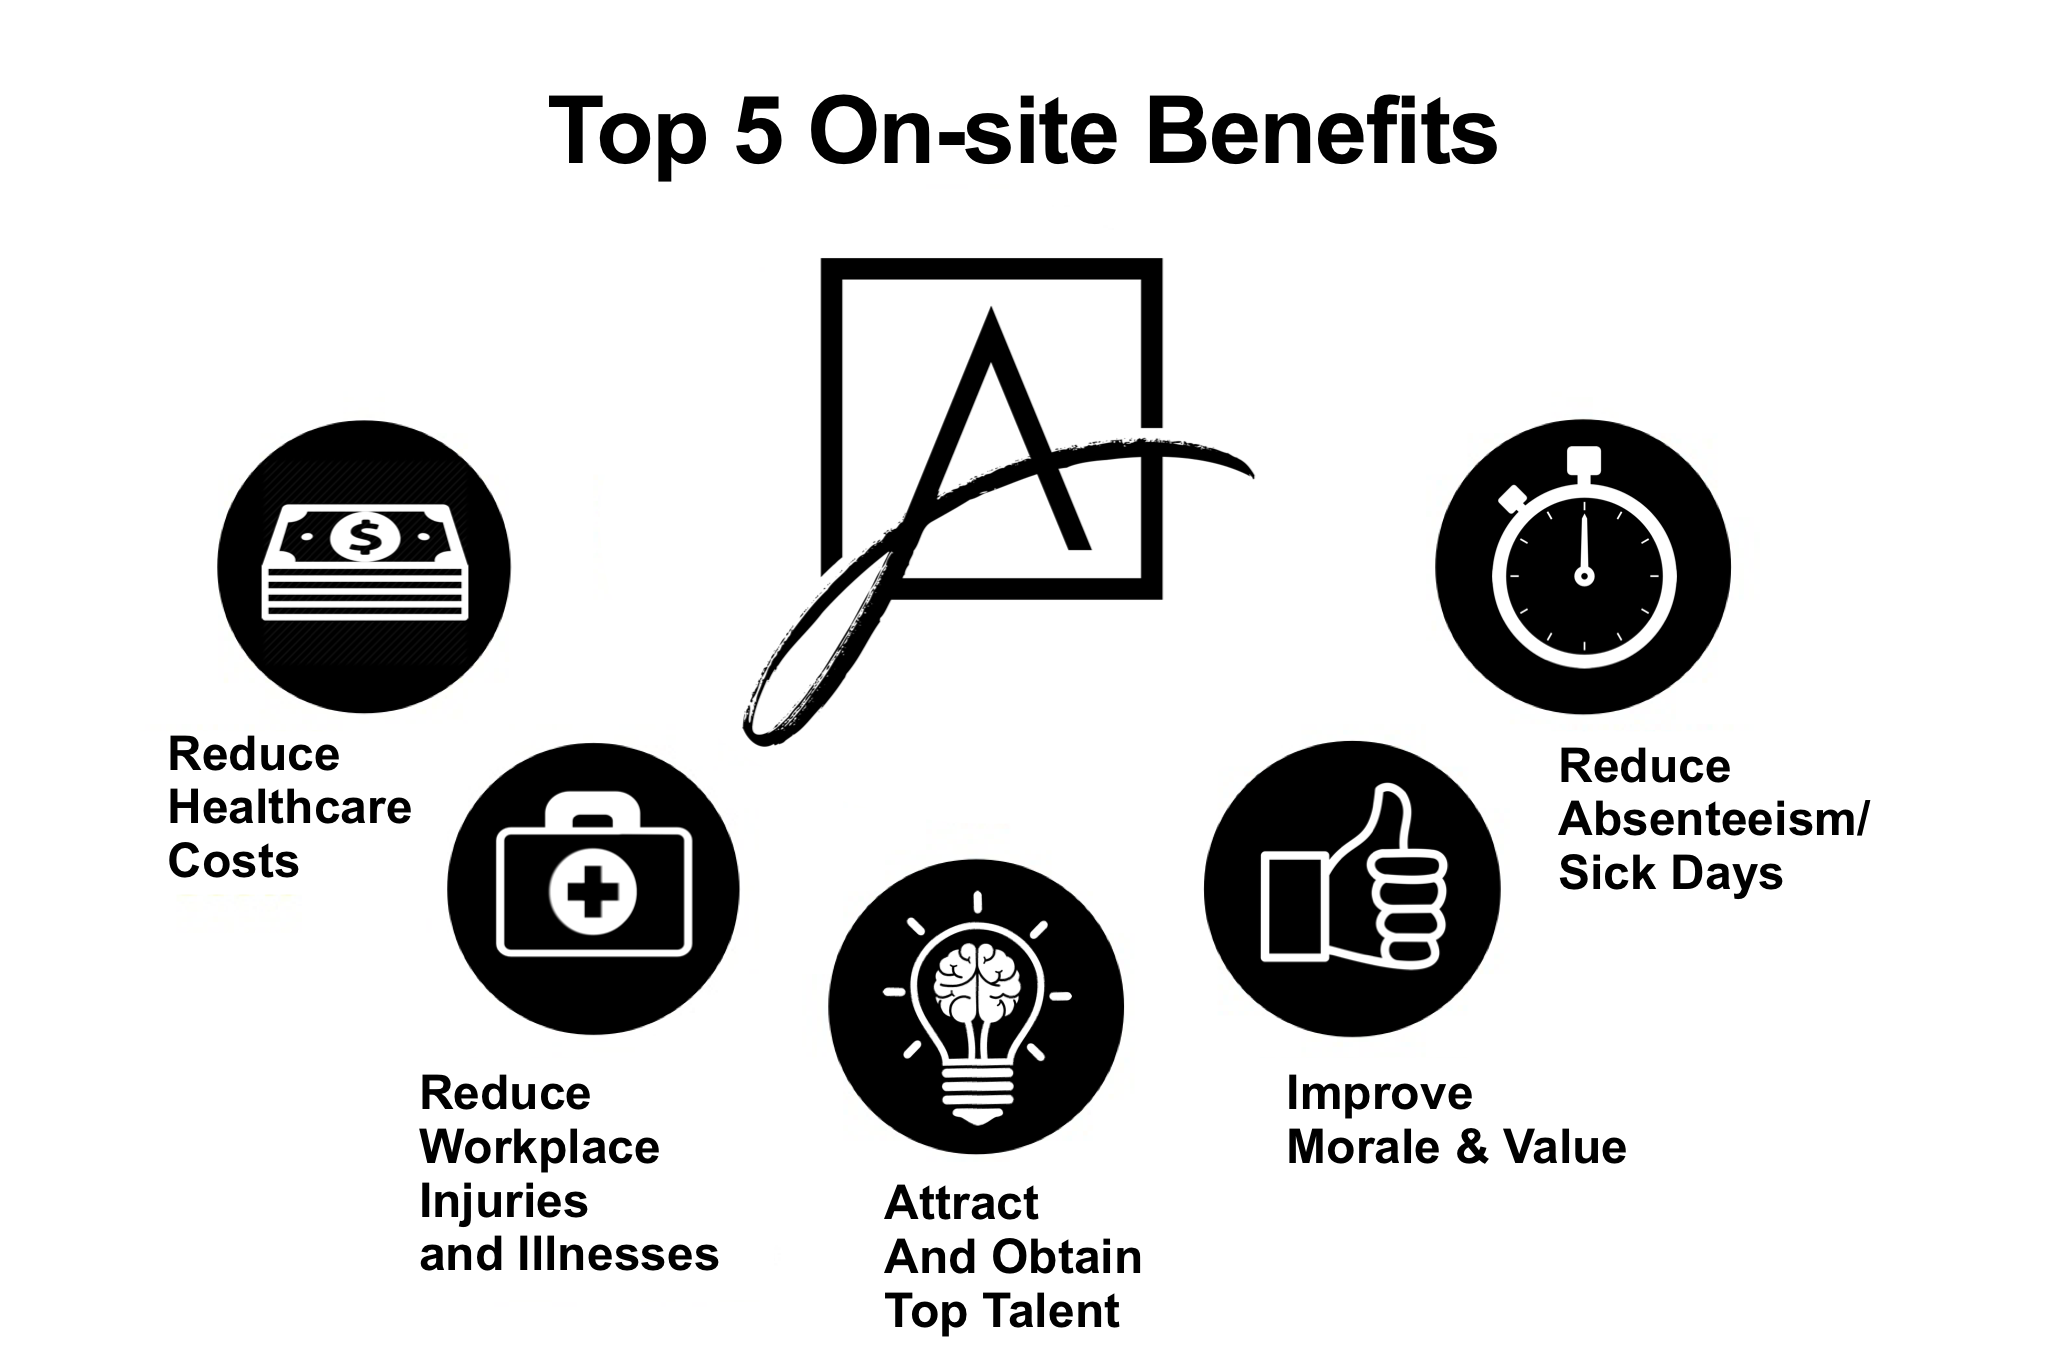 Top 5 On-site Benefits
A
$
Reduce
Healthcare
Costs
Reduce
Workplace
Injuries
and Illnesses
Attract
And Obtain
Top Talent
Improve
Morale & Value
Reduce
Absenteeism/
Sick Days